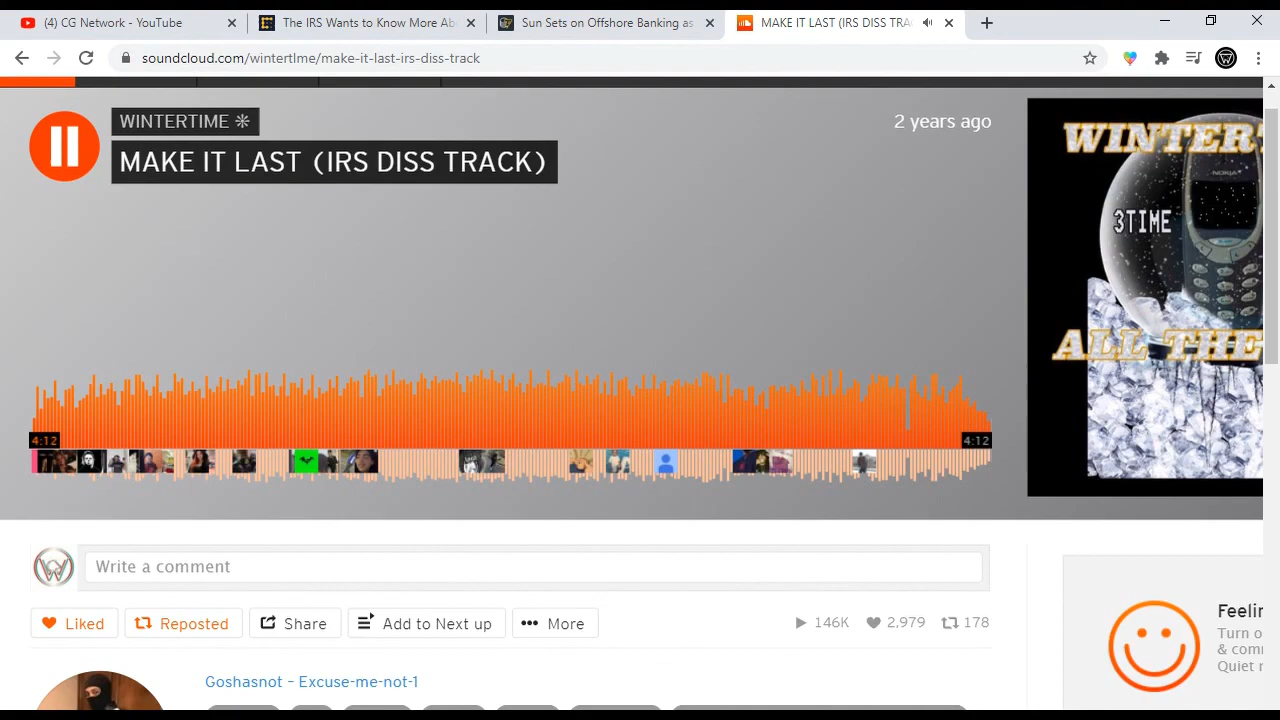 (4) CG Network - YouTube
The IRS Wants to Know More Ab
Sun Sets on Offshore Banking as
MAKE IT LAST (IRS DISS TRA
soundcloud.com/wintertlme/make-it-last-irs-diss-track
WINTERTIME ❊
2 years ago
MAKE IT LAST (IRS DISS TRACK)
WINTER
NOKIA
3TIME
ALL THE
4:12
4:12
Write a comment
Liked
Reposted
Share
Add to Next up
More
146K
2,979
178
Feelin
Turn o
& com
Quiet
Goshasnot – Excuse-me-not-1